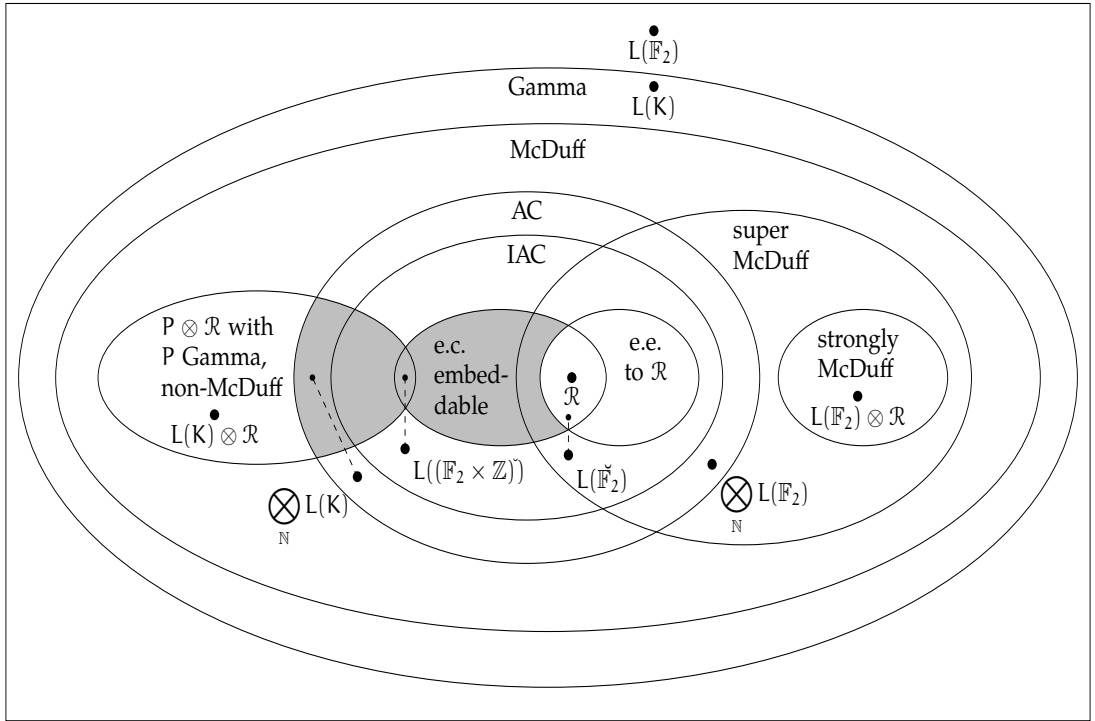 L(𝔽₂)
Gamma
L(K)
McDuff
AC
super
McDuff
IAC
P ⊗ ℛ with
P Gamma,
non-McDuff
L(K) ⊗ ℛ
e.c.
embed-
dable
e.e.
to ℛ
ℛ
strongly
McDuff
L(𝔽₂) ⊗ ℛ
L((𝔽₂ × ℤ)˘)
L(𝔽̆₂)
⨂ L(K)
ℕ
⨂ L(𝔽₂)
ℕ